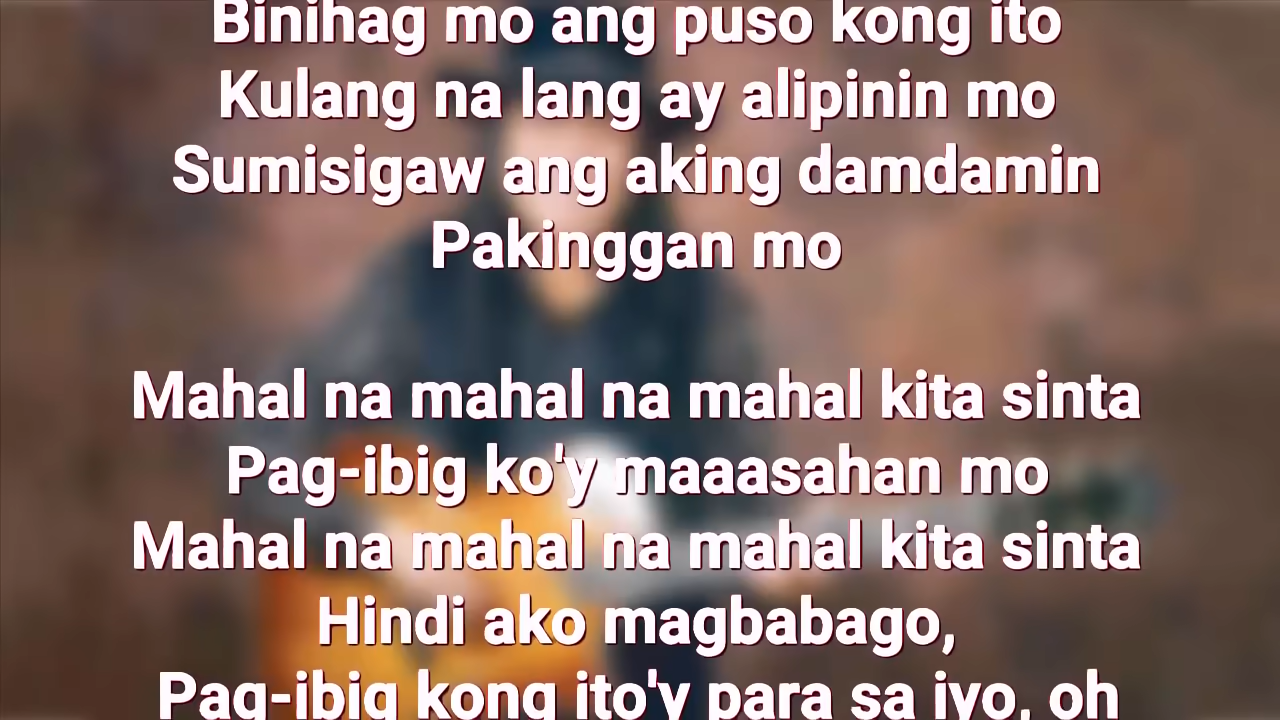 Binihag mo ang puso kong ito
Kulang na lang ay alipinin mo
Sumisigaw ang aking damdamin
Pakinggan mo
Mahal na mahal na mahal kita sinta
Pag-ibig ko'y maaasahan mo
Mahal na mahal na mahal kita sinta
Hindi ako magbabago,
Pag-ibig kong ito'y para sa iyo, oh